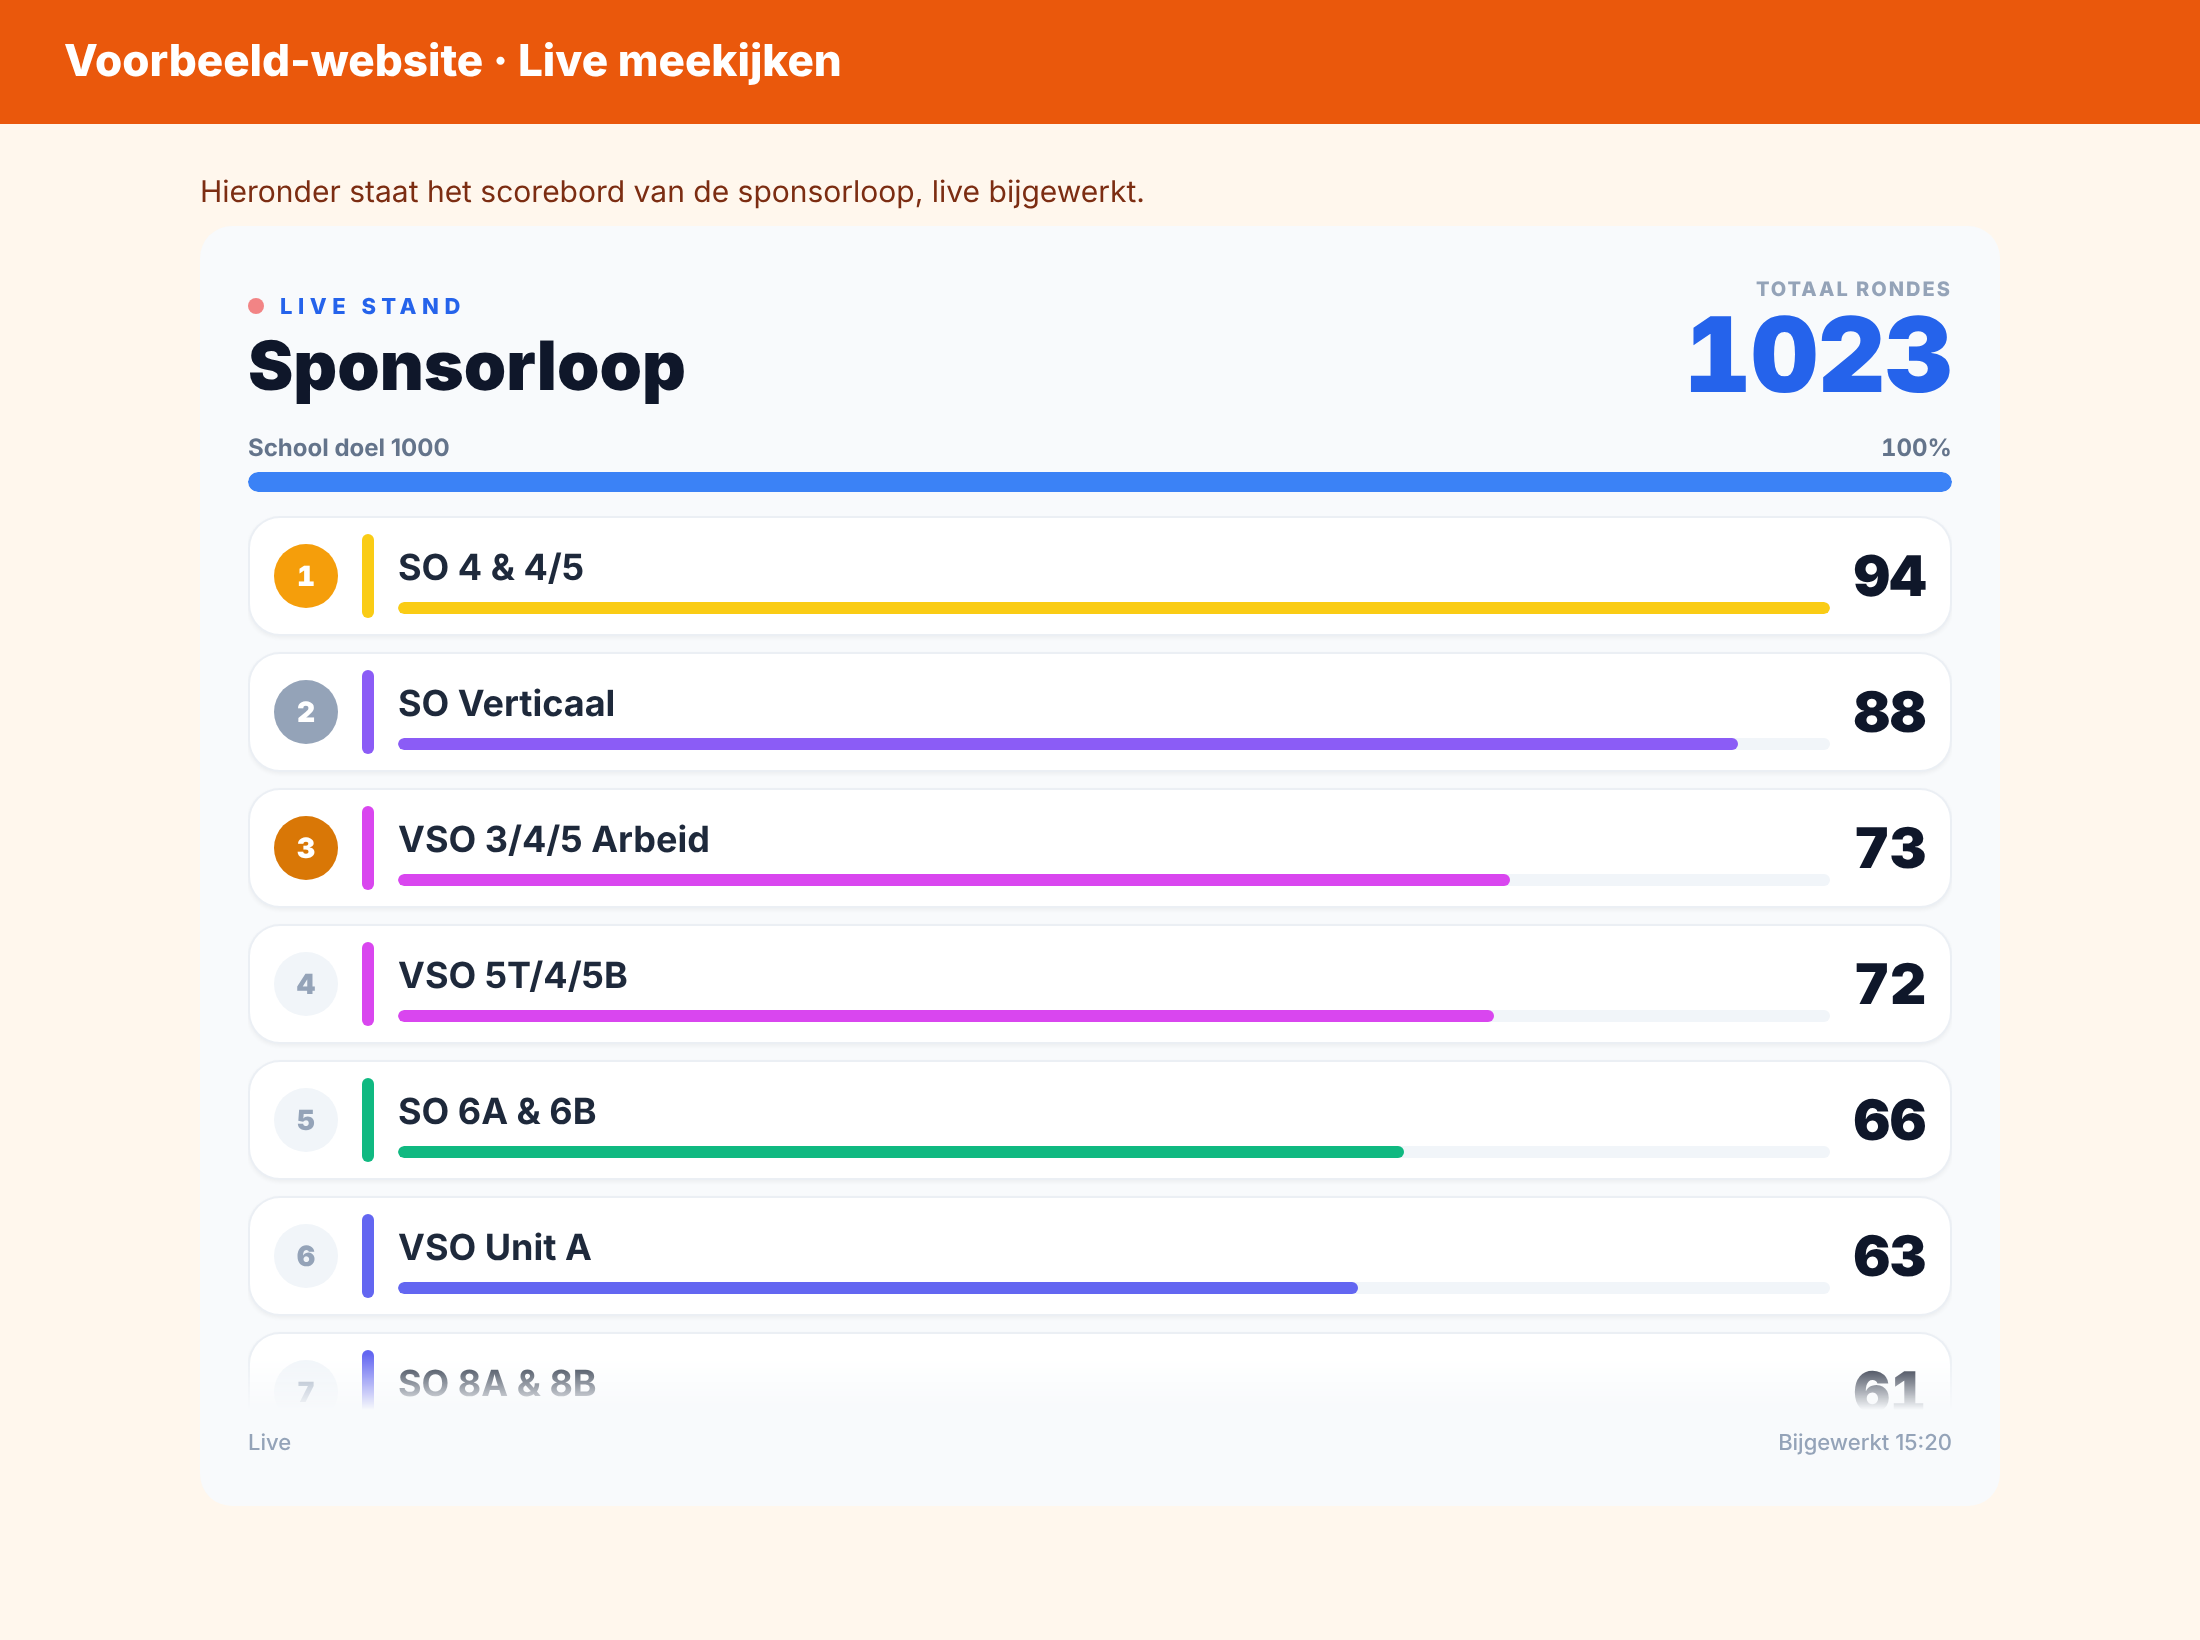 Voorbeeld-website · Live meekijken
Hieronder staat het scorebord van de sponsorloop, live bijgewerkt.
LIVE STAND
Sponsorloop
TOTAAL RONDES
1023
School doel 1000
100%
1 SO 4 & 4/5 94
2 SO Verticaal 88
3 VSO 3/4/5 Arbeid 73
4 VSO 5T/4/5B 72
5 SO 6A & 6B 66
6 VSO Unit A 63
7 SO 8A & 8B 61
Live
Bijgewerkt 15:20